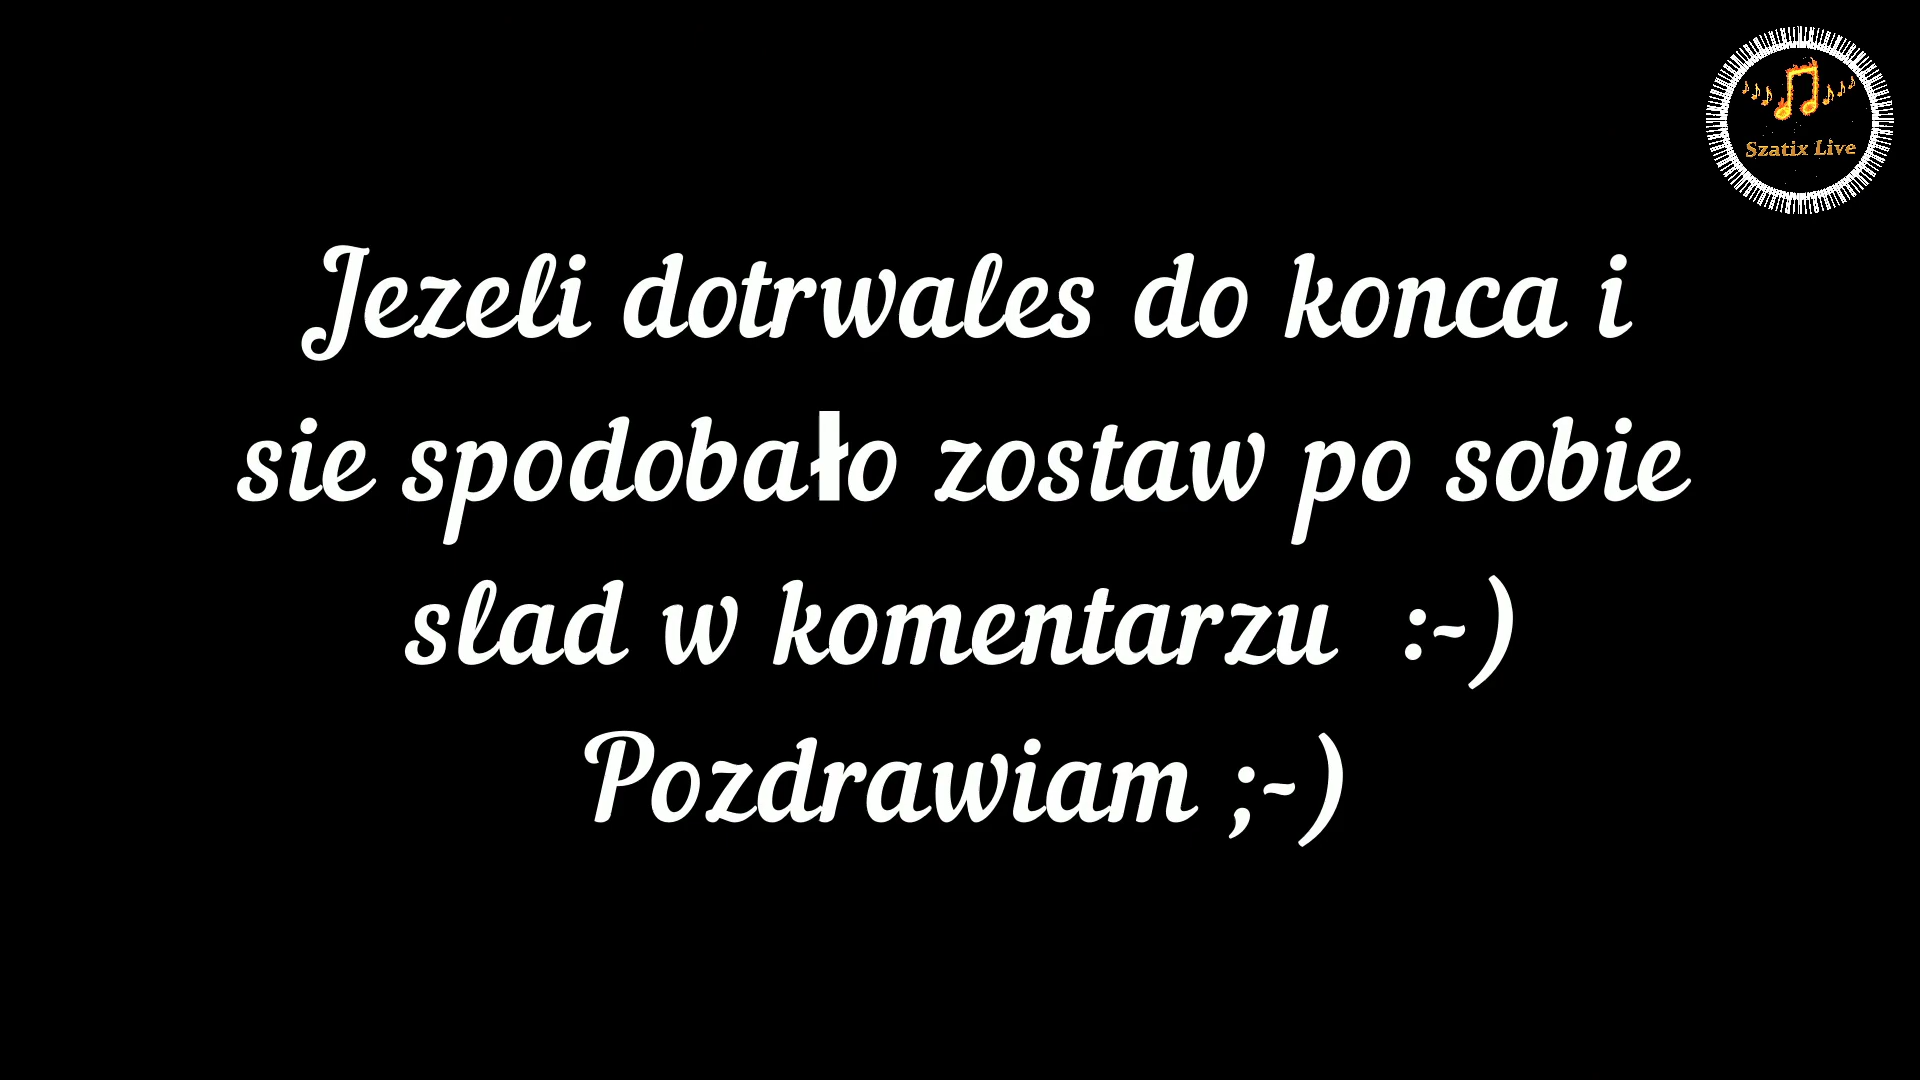 Szatix Live
Jezeli dotrwales do konca i
sie spodobało zostaw po sobie
slad w komentarzu  :-)
Pozdrawiam ;-)